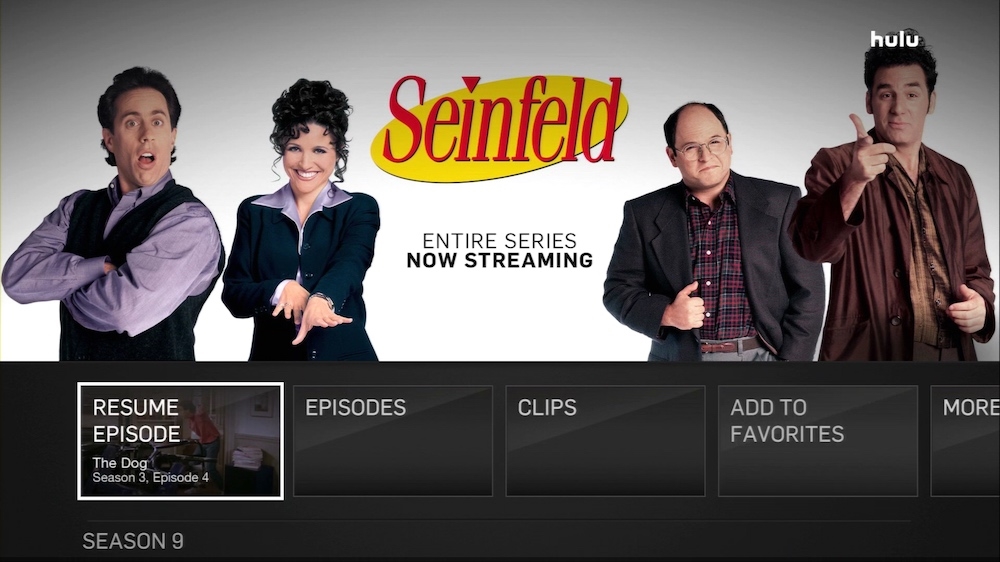 hulu
Seinfeld
ENTIRE SERIES
NOW STREAMING
RESUME
EPISODE
The Dog
Season 3, Episode 4
EPISODES
CLIPS
ADD TO
FAVORITES
MORE
SEASON 9